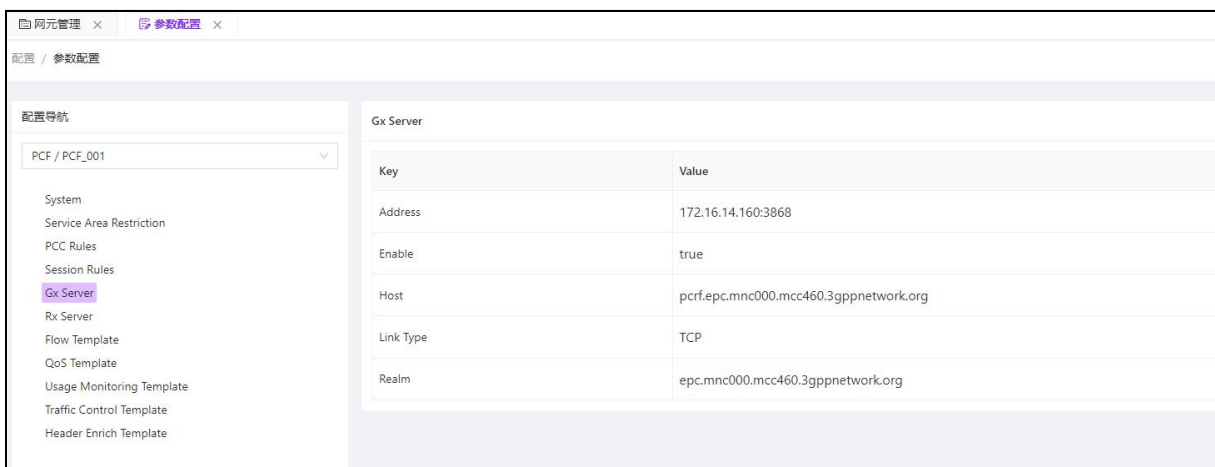 网元管理 × 参数配置 ×
配置 / 参数配置
配置导航
PCF / PCF_001
System
Service Area Restriction
PCC Rules
Session Rules
Gx Server
Rx Server
Flow Template
QoS Template
Usage Monitoring Template
Traffic Control Template
Header Enrich Template
Gx Server
Key Value
Address 172.16.14.160:3868
Enable true
Host pcrf.epc.mnc000.mcc460.3gppnetwork.org
Link Type TCP
Realm epc.mnc000.mcc460.3gppnetwork.org